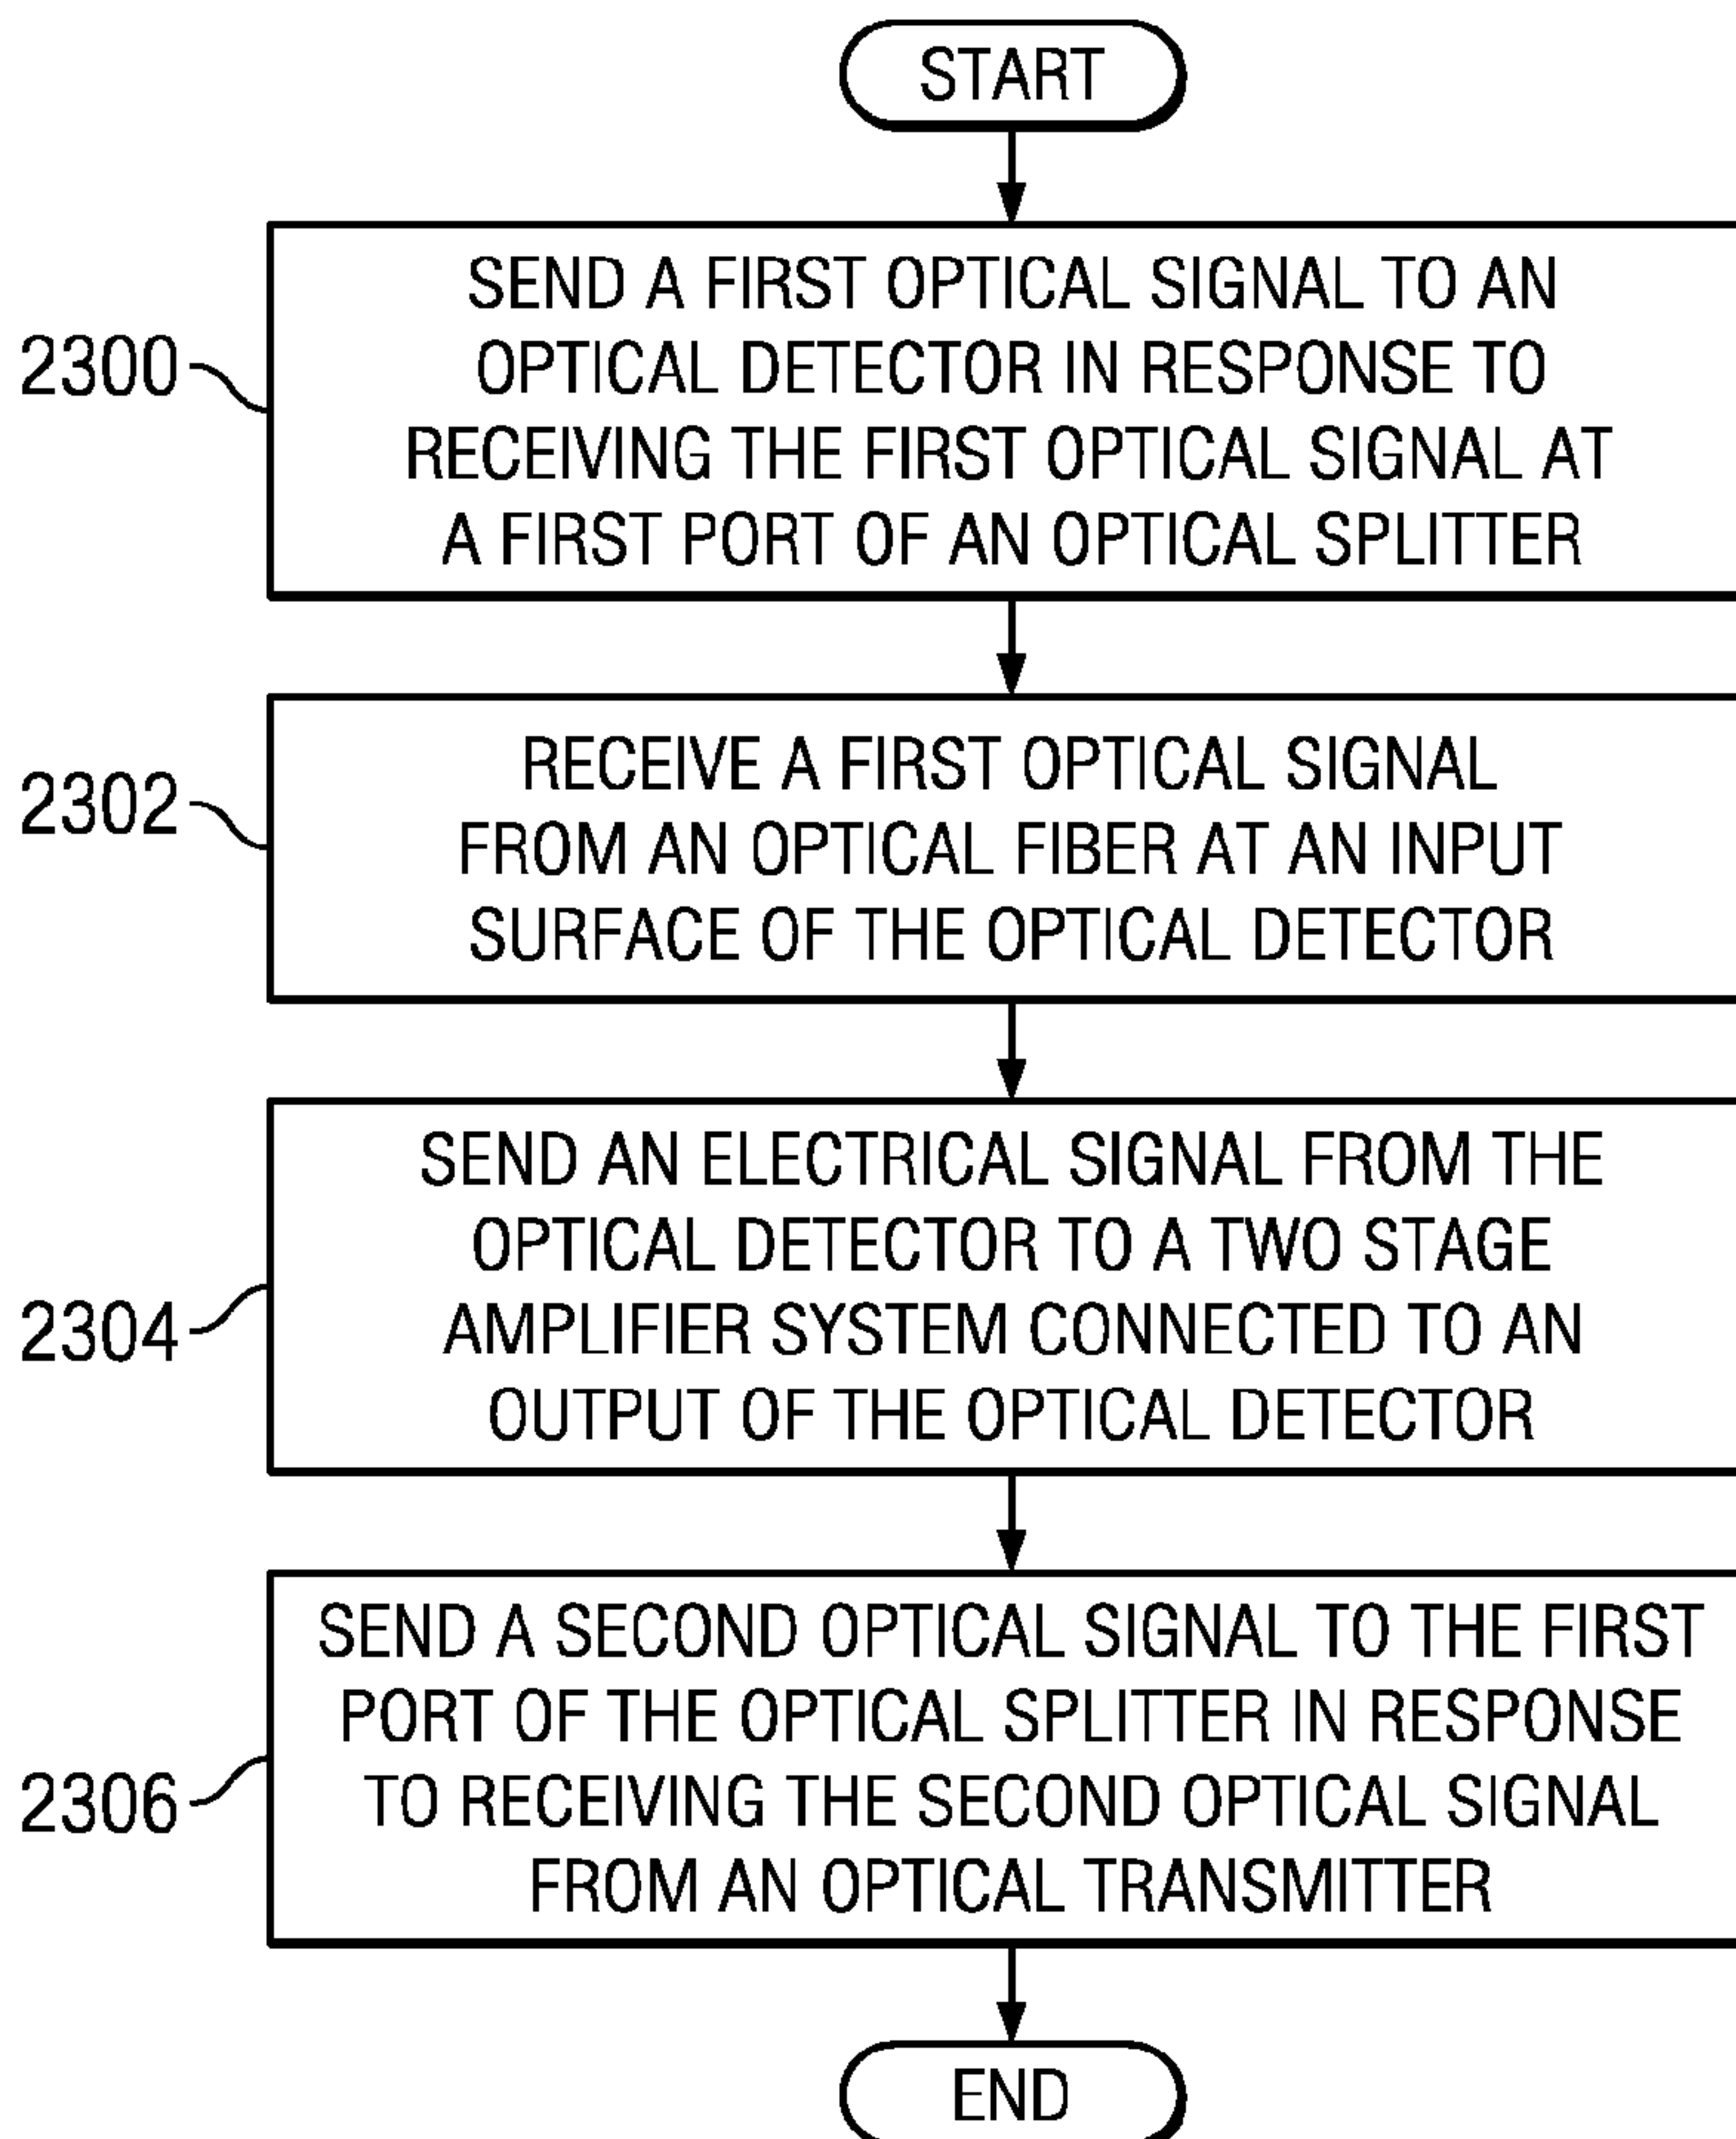 START
2300
SEND A FIRST OPTICAL SIGNAL TO AN
OPTICAL DETECTOR IN RESPONSE TO
RECEIVING THE FIRST OPTICAL SIGNAL AT
A FIRST PORT OF AN OPTICAL SPLITTER
2302
RECEIVE A FIRST OPTICAL SIGNAL
FROM AN OPTICAL FIBER AT AN INPUT
SURFACE OF THE OPTICAL DETECTOR
2304
SEND AN ELECTRICAL SIGNAL FROM THE
OPTICAL DETECTOR TO A TWO STAGE
AMPLIFIER SYSTEM CONNECTED TO AN
OUTPUT OF THE OPTICAL DETECTOR
2306
SEND A SECOND OPTICAL SIGNAL TO THE FIRST
PORT OF THE OPTICAL SPLITTER IN RESPONSE
TO RECEIVING THE SECOND OPTICAL SIGNAL
FROM AN OPTICAL TRANSMITTER
END